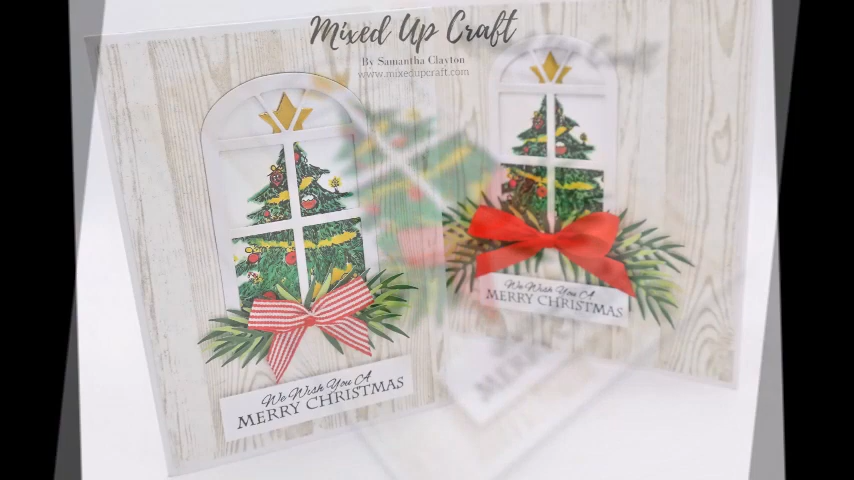 Mixed Up Craft
By Samantha Clayton
www.mixedupcraft.com
We Wish You A
MERRY CHRISTMAS
We Wish You A
MERRY CHRISTMAS
MERRY